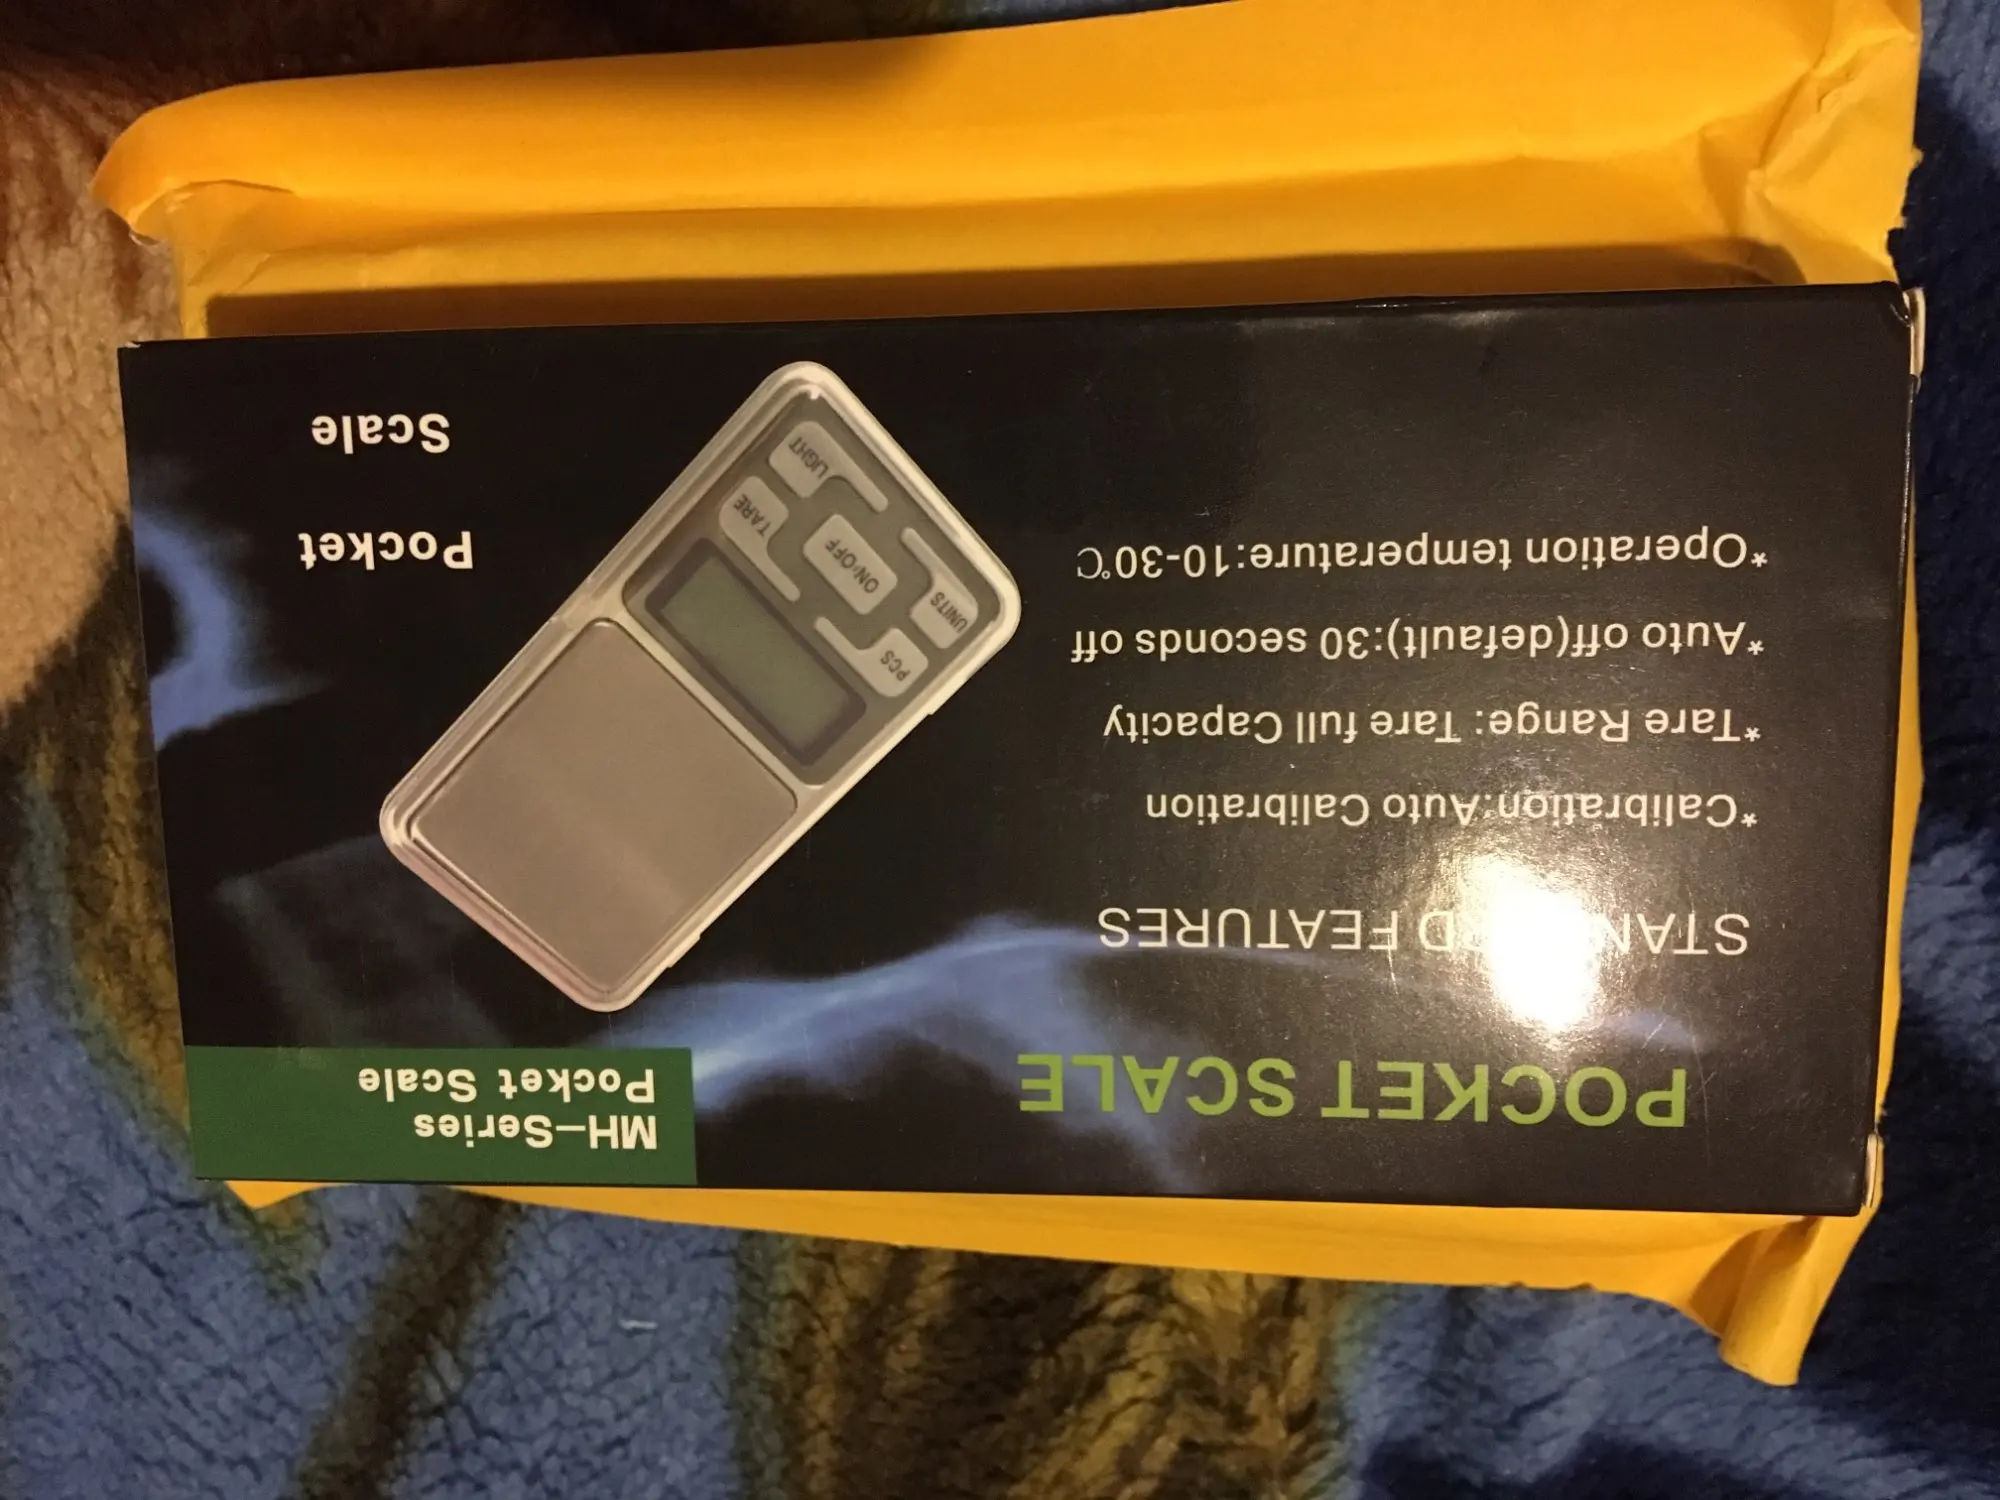 POCKET SCALE
STANDARD FEATURES
*Calibration:Auto Calibration
*Tare Range: Tare full Capacity
*Auto off(default):30 seconds off
*Operation temperature:10-30℃
MH-Series
Pocket Scale
PCS
UNITS
ON/OFF
TARE
LIGHT
Pocket
Scale